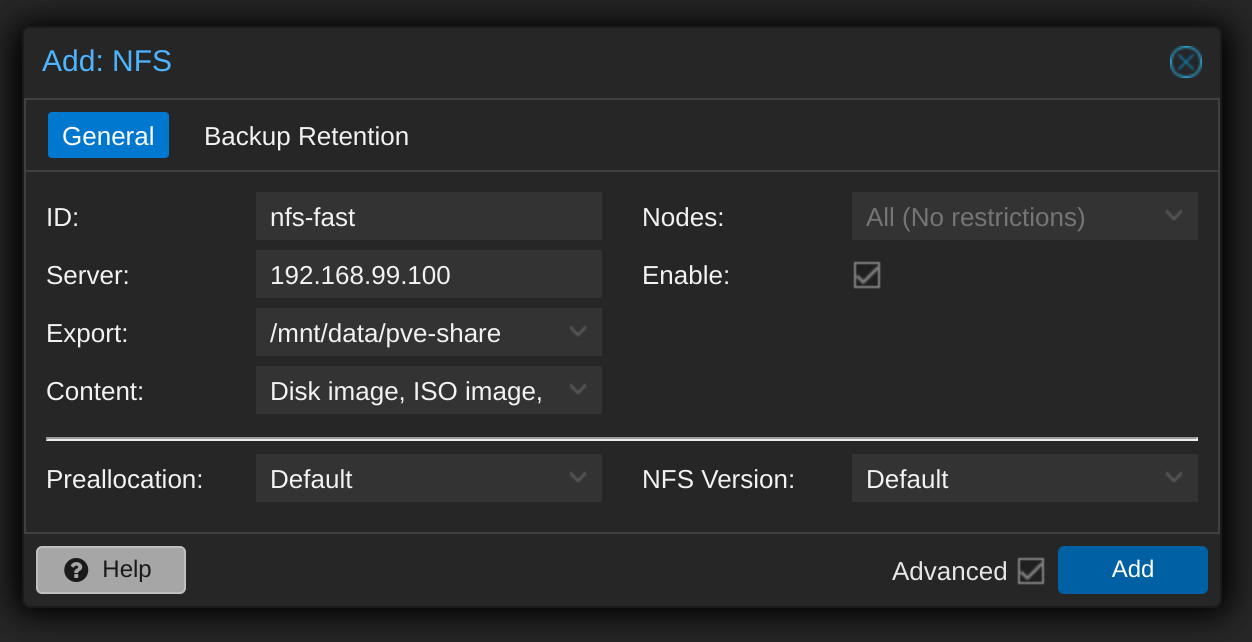 Add: NFS
General Backup Retention
ID: nfs-fast Nodes: All (No restrictions)
Server: 192.168.99.100 Enable:
Export: /mnt/data/pve-share
Content: Disk image, ISO image,
Preallocation: Default NFS Version: Default
Help Advanced Add